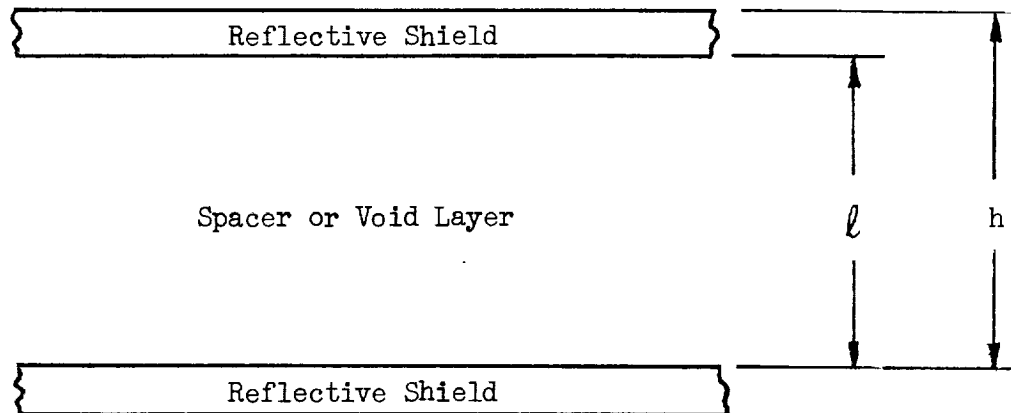 Reflective Shield
Spacer or Void Layer
ℓ
h
Reflective Shield